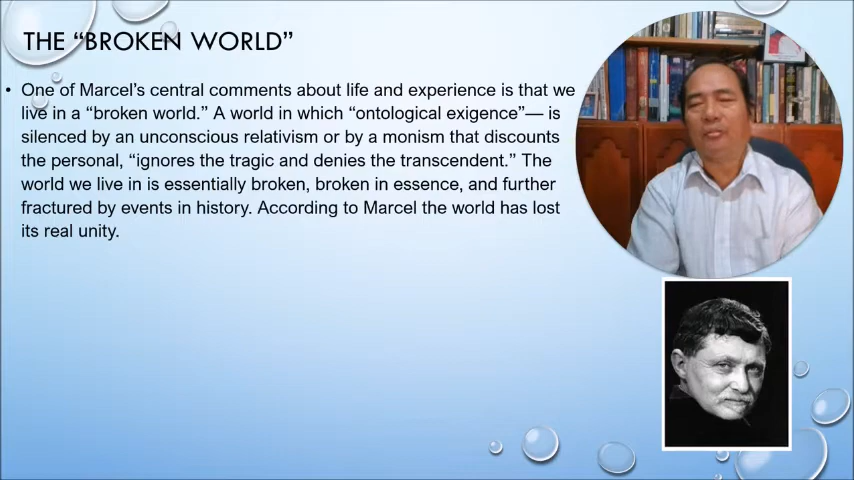 THE “BROKEN WORLD”
• One of Marcel's central comments about life and experience is that we
live in a “broken world.” A world in which “ontological exigence”— is
silenced by an unconscious relativism or by a monism that discounts
the personal, “ignores the tragic and denies the transcendent.” The
world we live in is essentially broken, broken in essence, and further
fractured by events in history. According to Marcel the world has lost
its real unity.